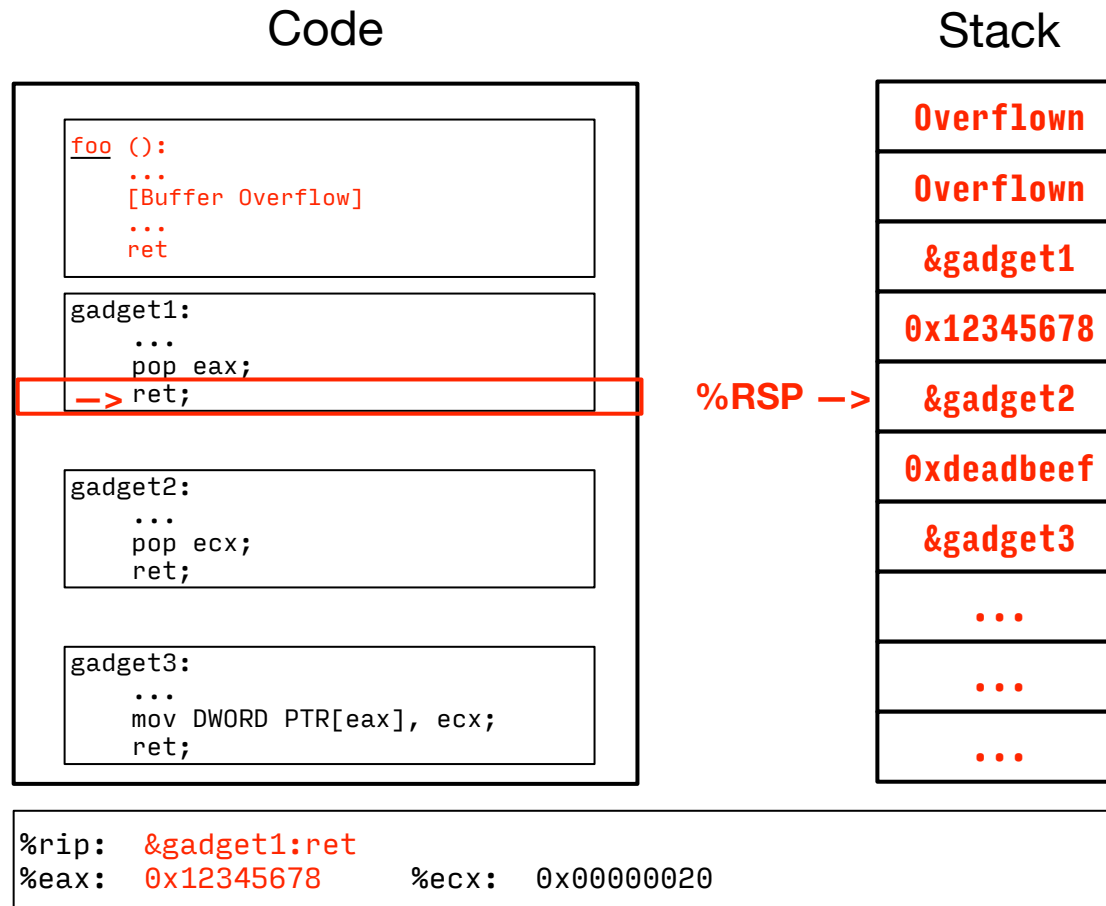 Code
foo ():
...
[Buffer Overflow]
...
ret
gadget1:
...
pop eax;
—> ret;
gadget2:
...
pop ecx;
ret;
gadget3:
...
mov DWORD PTR[eax], ecx;
ret;
Stack
Overflown
Overflown
&gadget1
0x12345678
%RSP —> &gadget2
0xdeadbeef
&gadget3
...
...
...
%rip: &gadget1:ret
%eax: 0x12345678 %ecx: 0x00000020